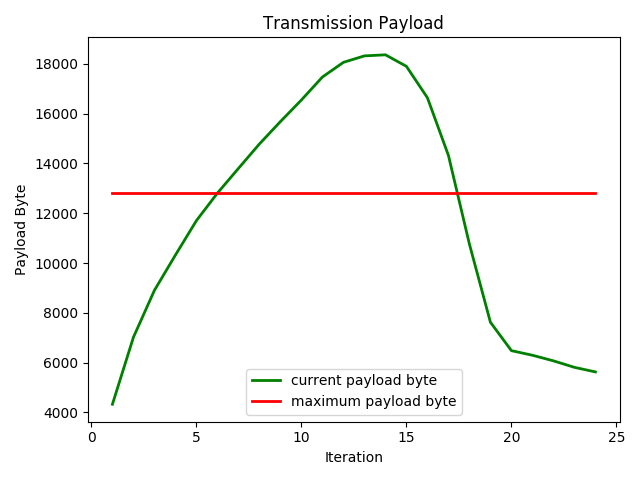 Transmission Payload
Payload Byte
18000
16000
14000
12000
10000
8000
6000
4000
current payload byte
maximum payload byte
0
5
10
15
20
25
Iteration